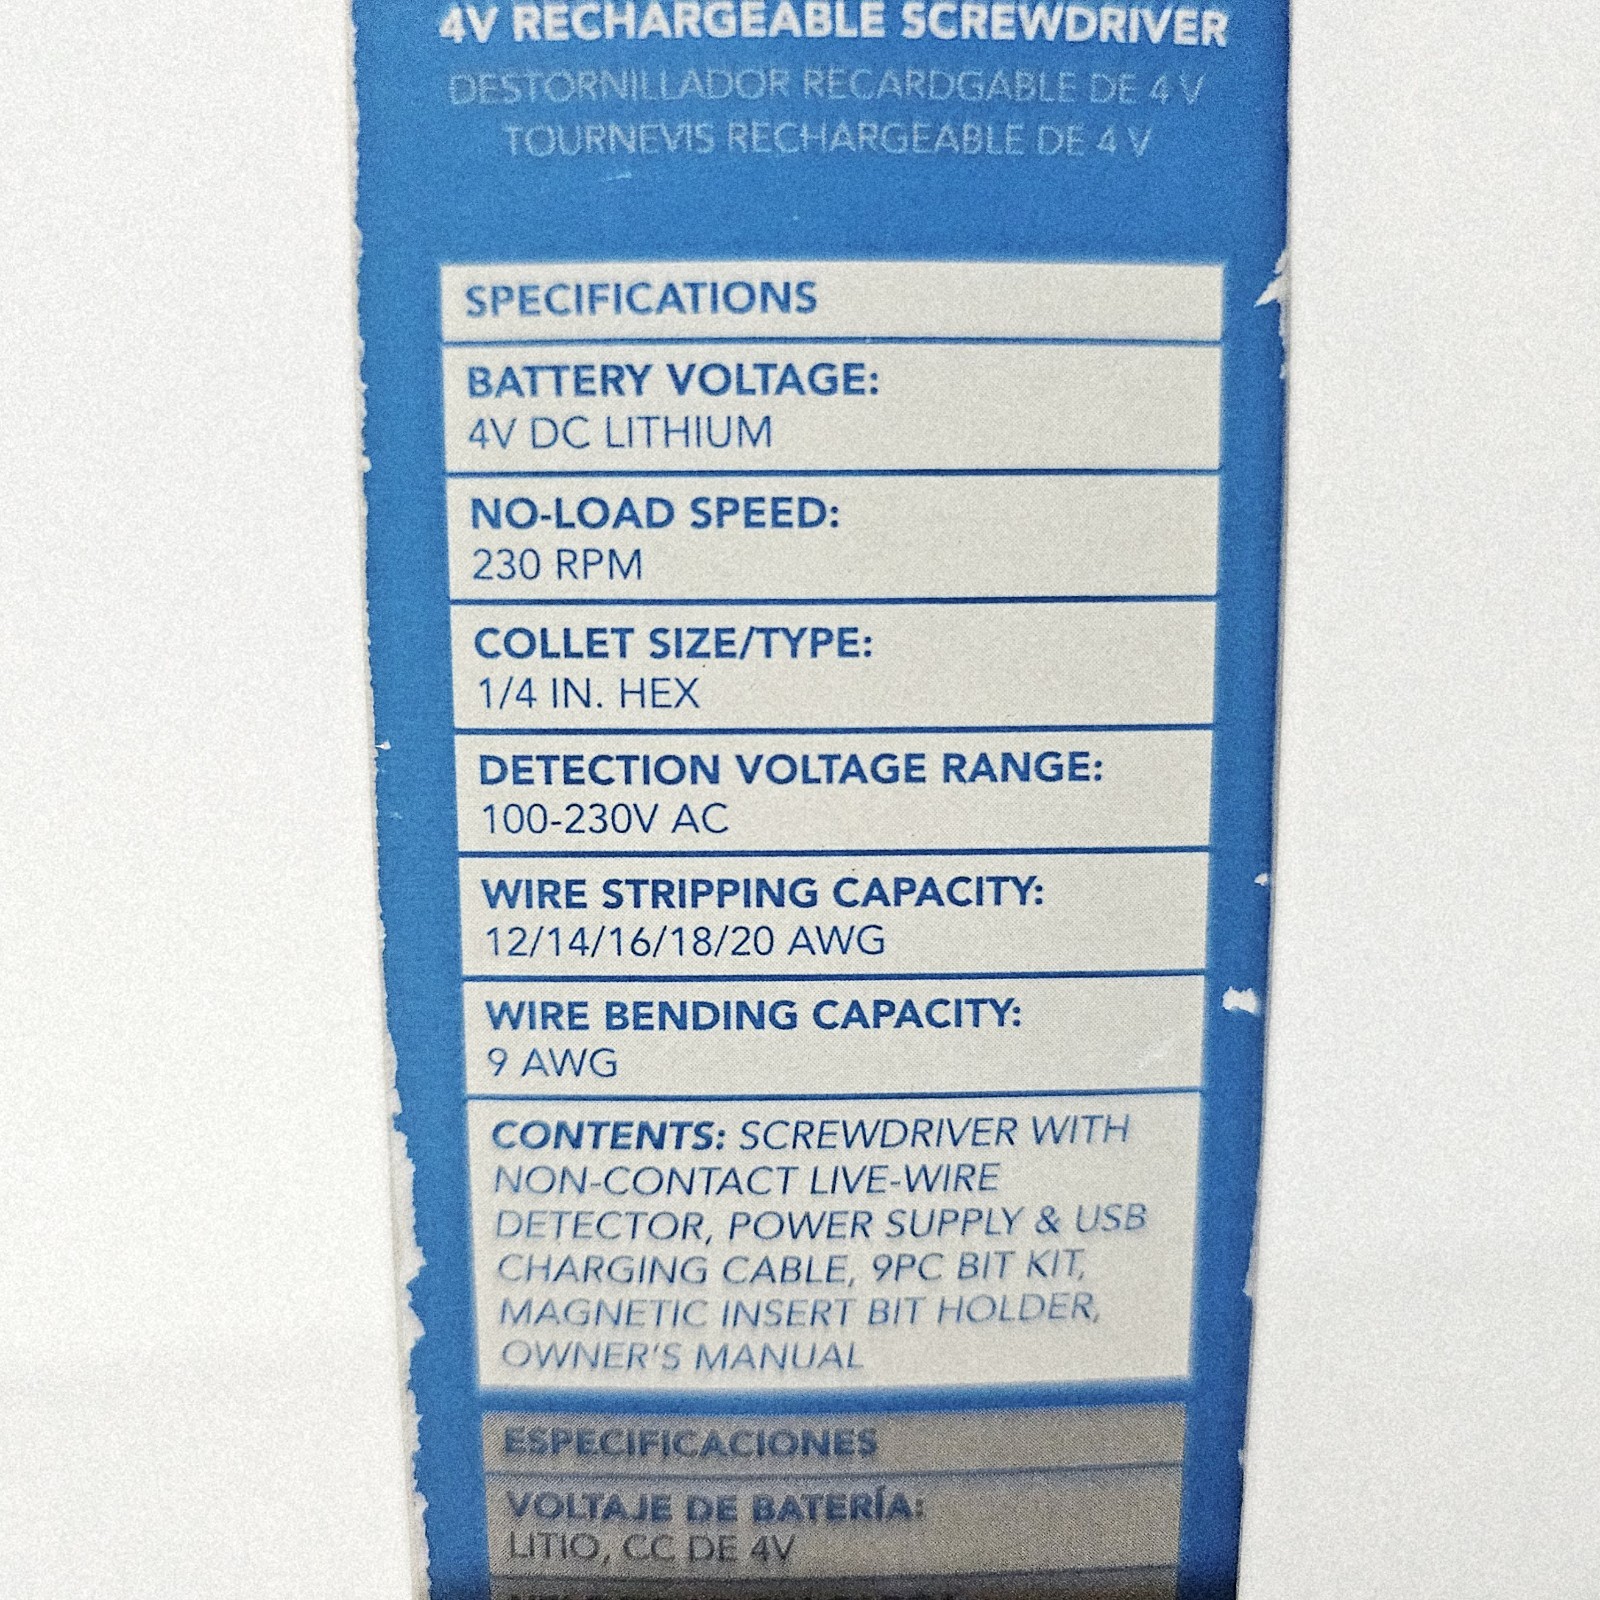 4V RECHARGEABLE SCREWDRIVER
DESTORNILLADOR RECARDGABLE DE 4 V
TOURNEVIS RECHARGEABLE DE 4 V
SPECIFICATIONS
BATTERY VOLTAGE:
4V DC LITHIUM
NO-LOAD SPEED:
230 RPM
COLLET SIZE/TYPE:
1/4 IN. HEX
DETECTION VOLTAGE RANGE:
100-230V AC
WIRE STRIPPING CAPACITY:
12/14/16/18/20 AWG
WIRE BENDING CAPACITY:
9 AWG
CONTENTS: SCREWDRIVER WITH
NON-CONTACT LIVE-WIRE
DETECTOR, POWER SUPPLY & USB
CHARGING CABLE, 9PC BIT KIT,
MAGNETIC INSERT BIT HOLDER,
OWNER'S MANUAL
ESPECIFICACIONES
VOLTAJE DE BATERÍA:
LITIO, CC DE 4V